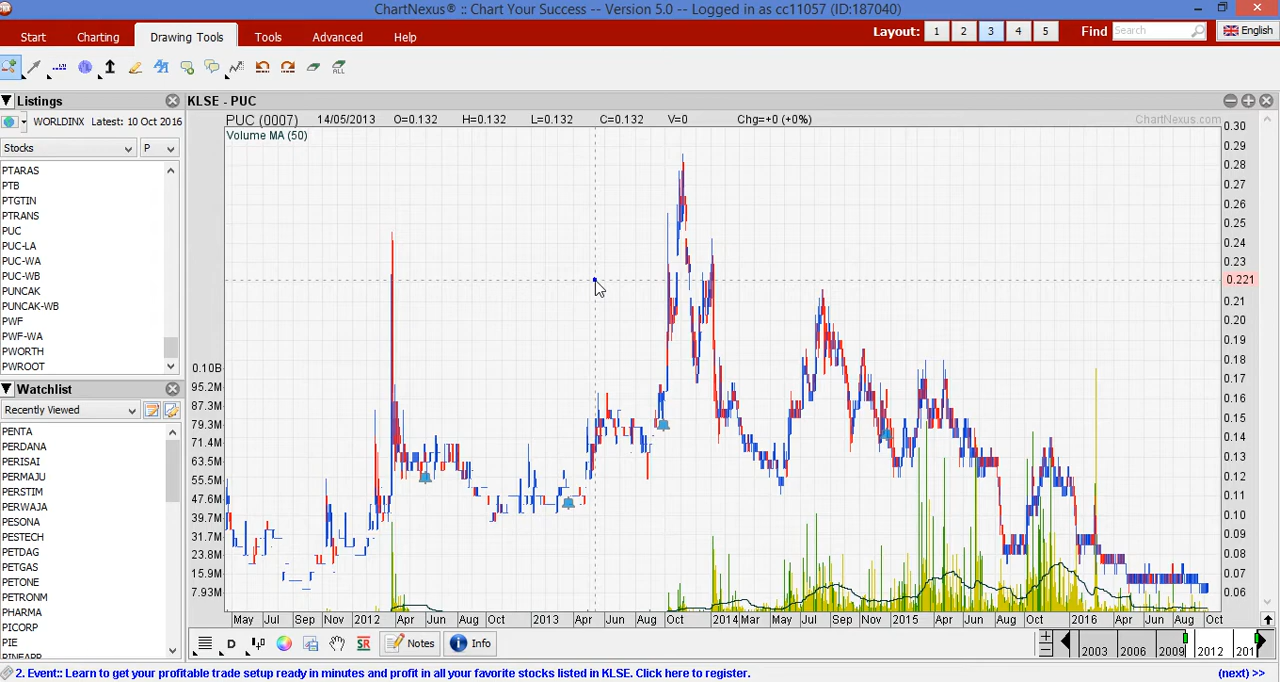 ChartNexus® :: Chart Your Success -- Version 5.0 -- Logged in as cc11057 (ID:187040)
Start Charting Drawing Tools Tools Advanced Help Layout: 1 2 3 4 5 Find Search English
ALL
Listings
WORLDINX Latest: 10 Oct 2016
Stocks P
PTARAS
PTB
PTGTIN
PTRANS
PUC
PUC-LA
PUC-WA
PUC-WB
PUNCAK
PUNCAK-WB
PWF
PWF-WA
PWORTH
PWROOT
Watchlist
Recently Viewed
PENTA
PERDANA
PERISAI
PERMAJU
PERSTIM
PERWAJA
PESONA
PESTECH
PETDAG
PETGAS
PETONE
PETRONM
PHARMA
PICORP
PIE
KLSE - PUC
PUC (0007) 14/05/2013 O=0.132 H=0.132 L=0.132 C=0.132 V=0 Chg=+0 (+0%) ChartNexus.com
Volume MA (50)
0.30
0.29
0.28
0.27
0.26
0.25
0.24
0.23
0.221
0.21
0.20
0.19
0.18
0.17
0.16
0.15
0.14
0.13
0.12
0.11
0.10
0.09
0.08
0.07
0.06
0.10B
95.2M
87.3M
79.3M
71.4M
63.5M
55.5M
47.6M
39.7M
31.7M
23.8M
15.9M
7.93M
May Jul Sep Nov 2012 Apr Jun Aug Oct 2013 Apr Jun Aug Oct 2014 Mar May Jul Sep Nov 2015 Apr Jun Aug Oct 2016 Apr Jun Aug Oct
D SR Notes Info 2003 2006 2009 2012 201
2. Event:: Learn to get your profitable trade setup ready in minutes and profit in all your favorite stocks listed in KLSE. Click here to register. (next) >>